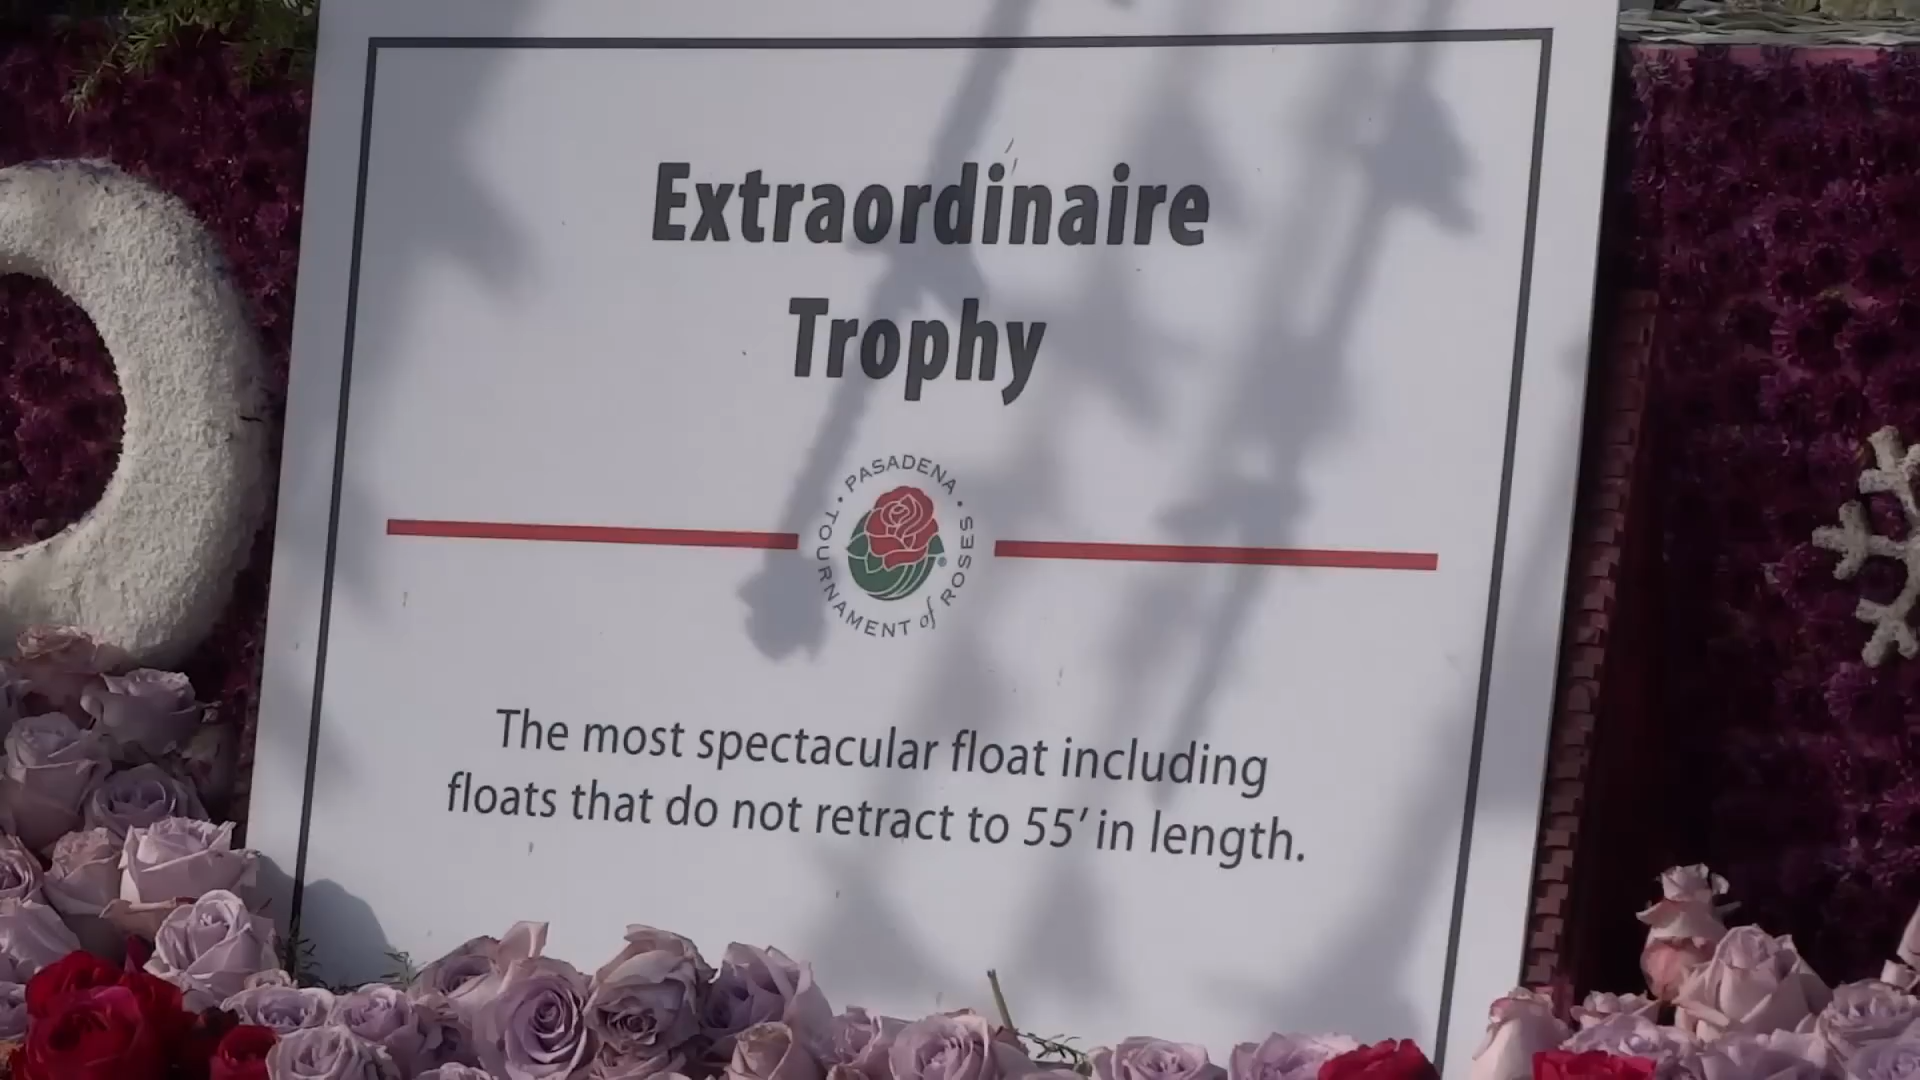 Extraordinaire
Trophy
PASADENA
TOURNAMENT of ROSES
The most spectacular float including
floats that do not retract to 55' in length.